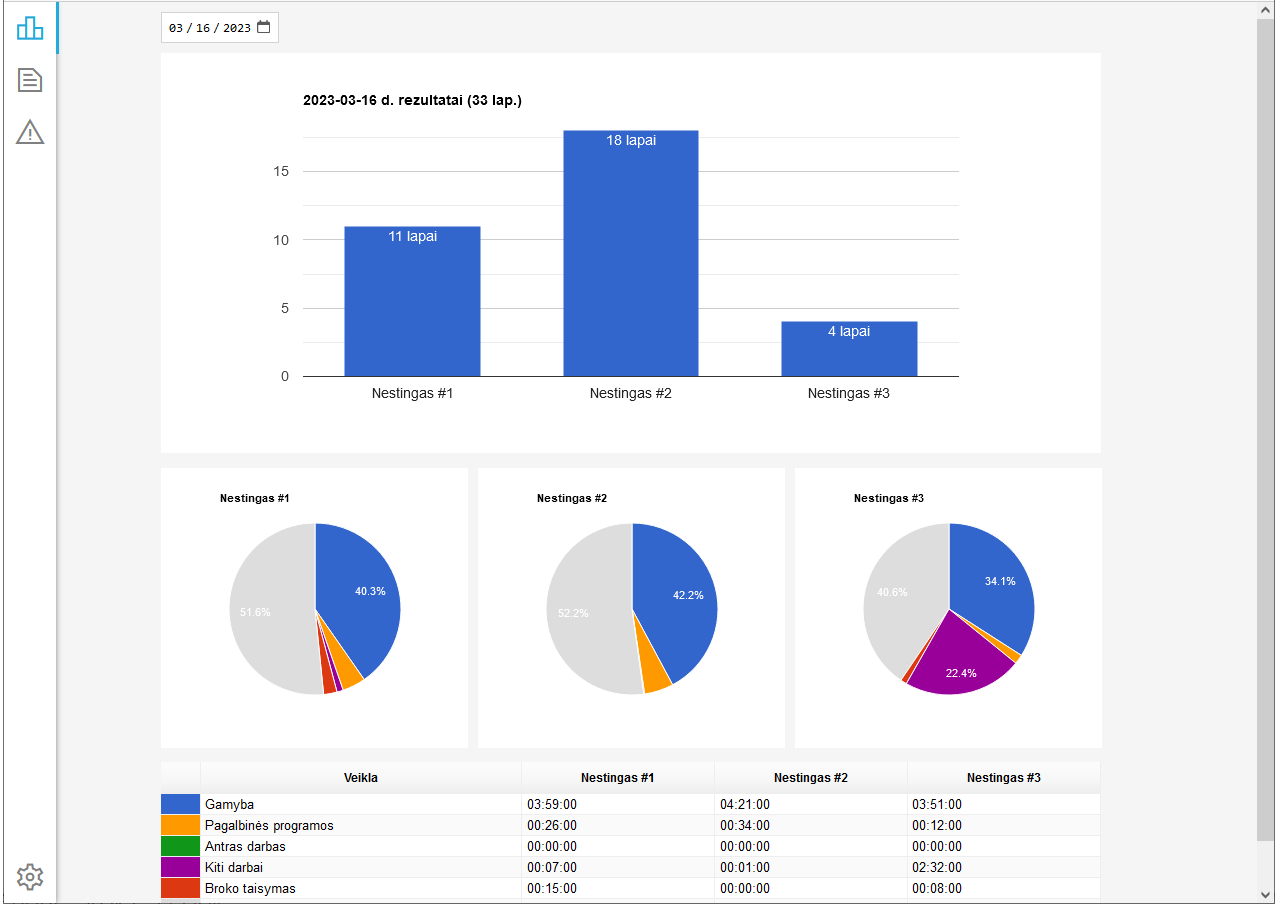 03 / 16 / 2023
2023-03-16 d. rezultatai (33 lap.)
15
10
5
0
11 lapai
18 lapai
4 lapai
Nestingas #1
Nestingas #2
Nestingas #3
Nestingas #1
40.3%
51.6%
Nestingas #2
42.2%
52.2%
Nestingas #3
34.1%
40.6%
22.4%
Veikla Nestingas #1 Nestingas #2 Nestingas #3
Gamyba 03:59:00 04:21:00 03:51:00
Pagalbinės programos 00:26:00 00:34:00 00:12:00
Antras darbas 00:00:00 00:00:00 00:00:00
Kiti darbai 00:07:00 00:01:00 02:32:00
Broko taisymas 00:15:00 00:00:00 00:08:00